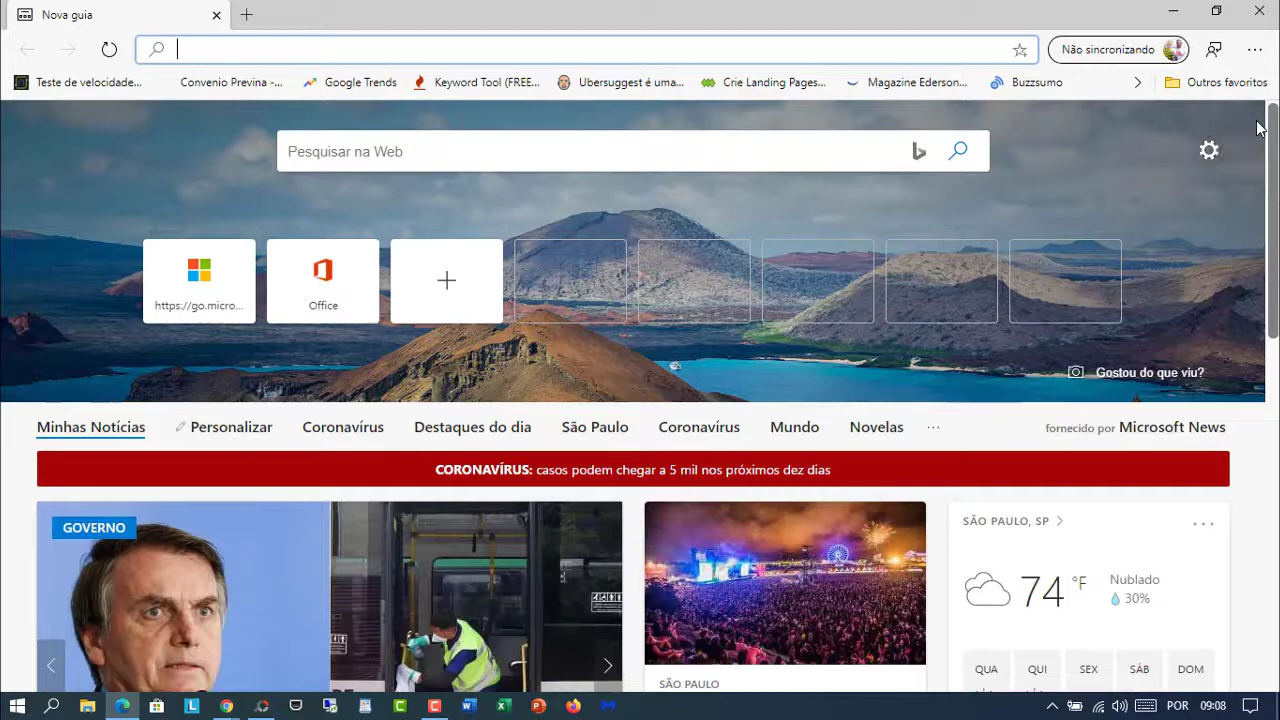 Nova guia
Não sincronizando
Teste de velocidade...
Convenio Previna -...
Google Trends
Keyword Tool (FREE...
Ubersuggest é uma...
Crie Landing Pages...
Magazine Ederson-...
Buzzsumo
Outros favoritos
Pesquisar na Web
https://go.micro...
Office
Gostou do que viu?
Minhas Notícias
Personalizar
Coronavírus
Destaques do dia
São Paulo
Coronavírus
Mundo
Novelas
fornecido por Microsoft News
CORONAVÍRUS: casos podem chegar a 5 mil nos próximos dez dias
GOVERNO
SÃO PAULO
SÃO PAULO, SP
74 °F
Nublado
30%
QUA QUI SEX SÁB DOM
POR 09:08